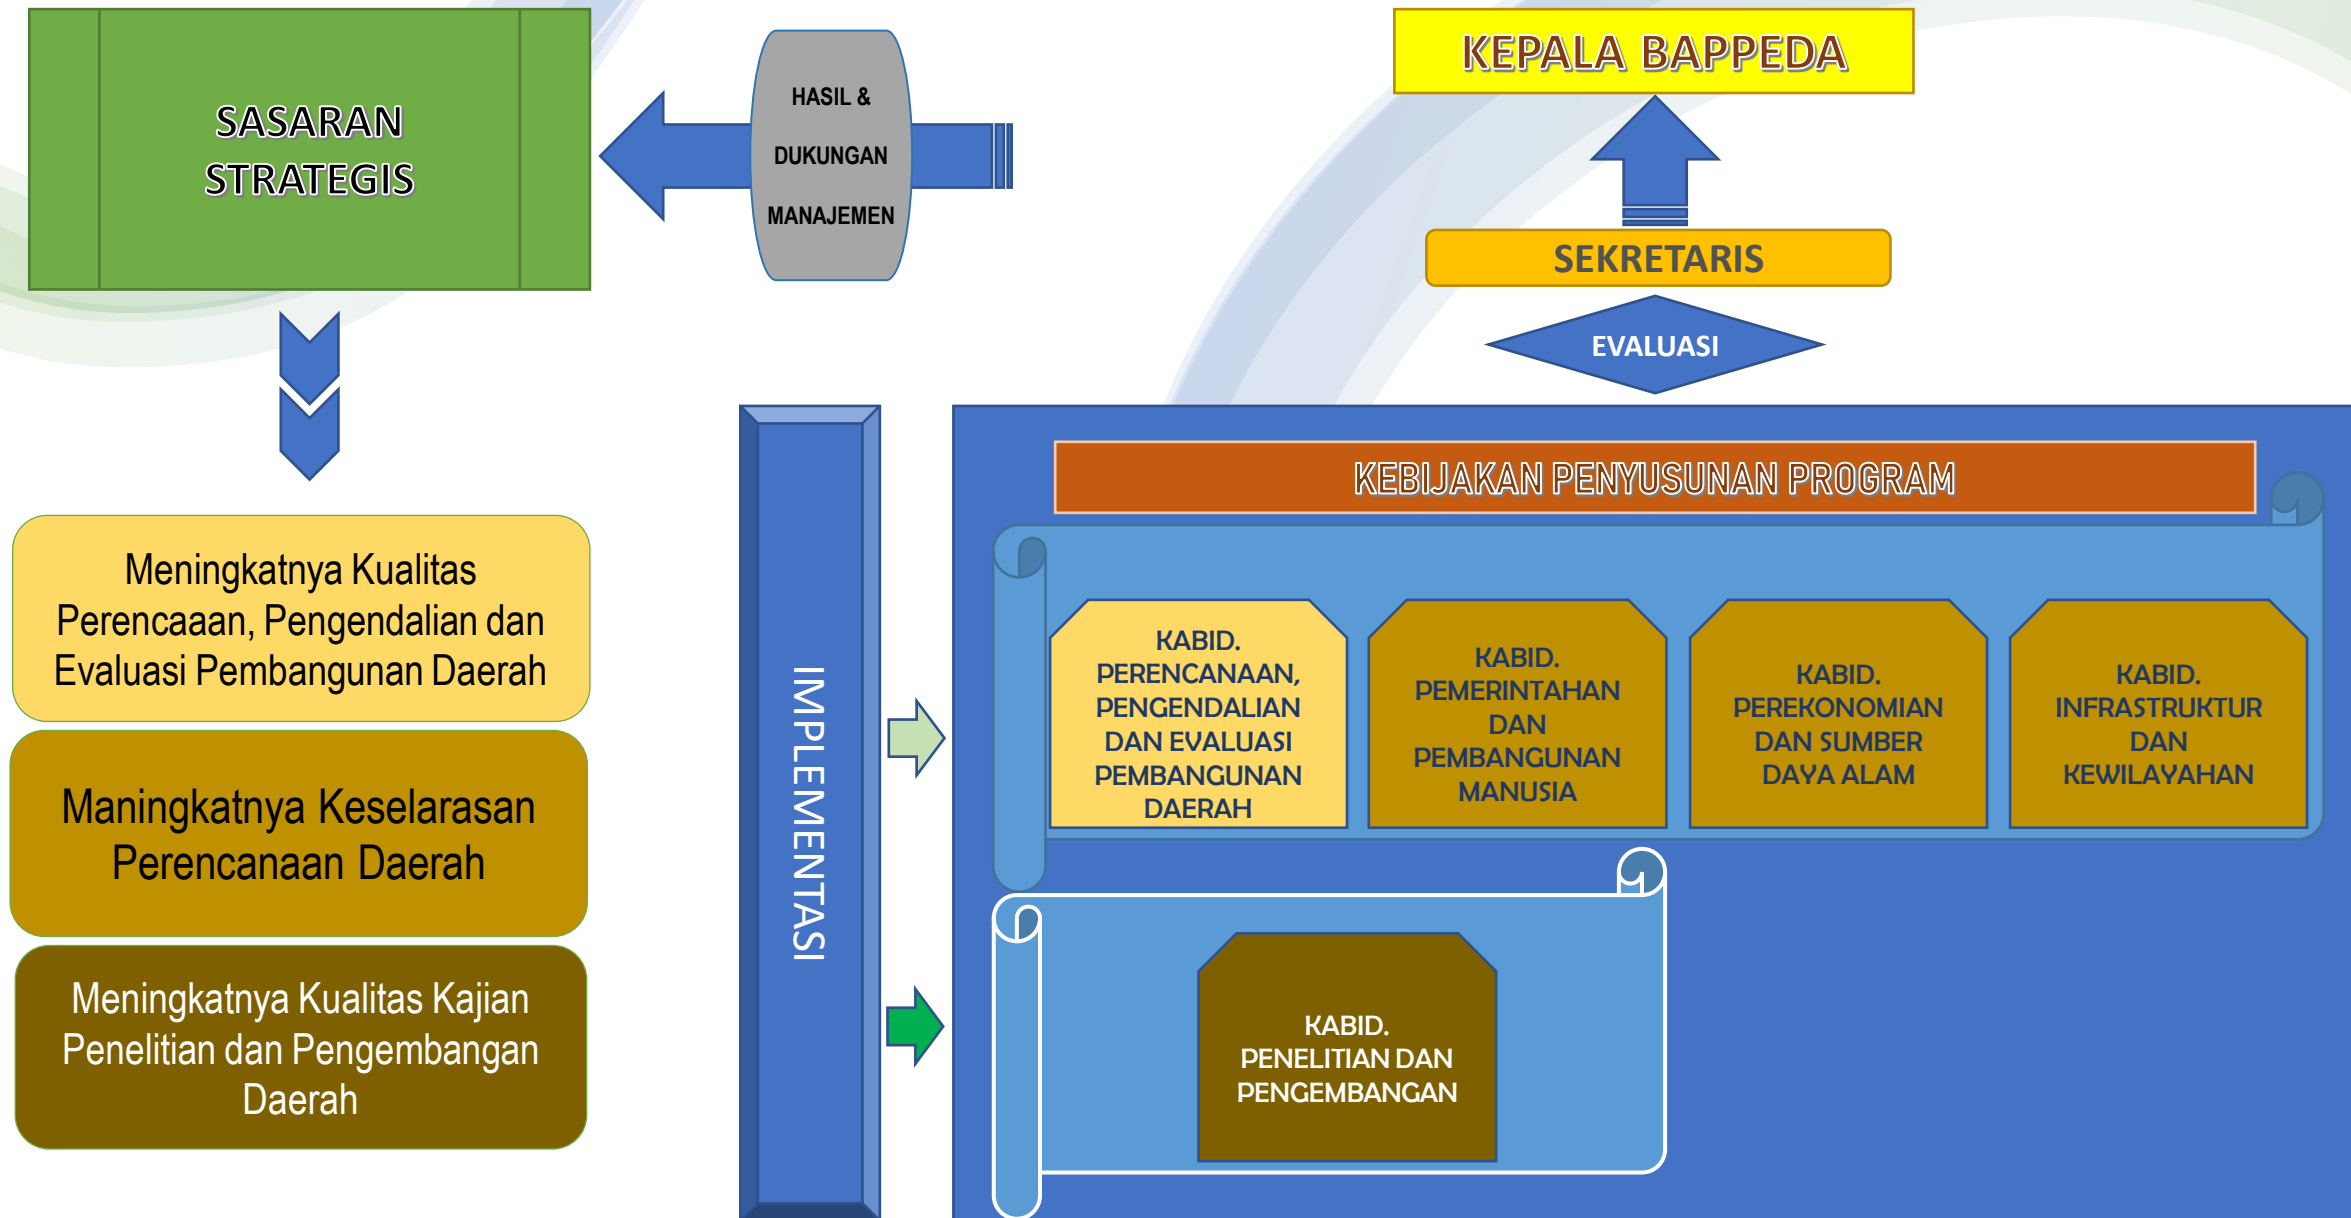 SASARAN
STRATEGIS
HASIL &
DUKUNGAN
MANAJEMEN
KEPALA BAPPEDA
SEKRETARIS
EVALUASI
Meningkatnya Kualitas
Perencaaan, Pengendalian dan
Evaluasi Pembangunan Daerah
Maningkatnya Keselarasan
Perencanaan Daerah
Meningkatnya Kualitas Kajian
Penelitian dan Pengembangan
Daerah
IMPLEMENTASI
KEBIJAKAN PENYUSUNAN PROGRAM
KABID.
PERENCANAAN,
PENGENDALIAN
DAN EVALUASI
PEMBANGUNAN
DAERAH
KABID.
PEMERINTAHAN
DAN
PEMBANGUNAN
MANUSIA
KABID.
PEREKONOMIAN
DAN SUMBER
DAYA ALAM
KABID.
INFRASTRUKTUR
DAN
KEWILAYAHAN
KABID.
PENELITIAN DAN
PENGEMBANGAN